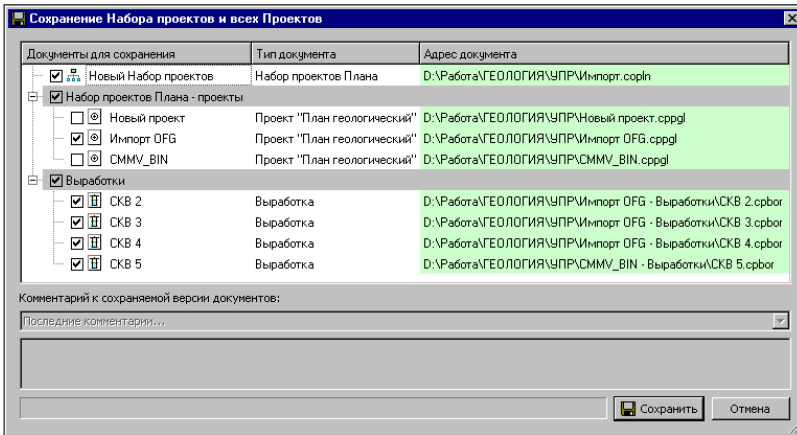 Сохранение Набора проектов и всех Проектов
Документы для сохранения Тип документа Адрес документа
Новый Набор проектов Набор проектов Плана D:\Работа\ГЕОЛОГИЯ\УПР\Импорт.copln
Набор проектов Плана - проекты
Новый проект Проект "План геологический" D:\Работа\ГЕОЛОГИЯ\УПР\Новый проект.cppgl
Импорт OFG Проект "План геологический" D:\Работа\ГЕОЛОГИЯ\УПР\Импорт OFG.cppgl
CMMV_BIN Проект "План геологический" D:\Работа\ГЕОЛОГИЯ\УПР\CMMV_BIN.cppgl
Выработки
СКВ 2 Выработка D:\Работа\ГЕОЛОГИЯ\УПР\Импорт OFG - Выработки\СКВ 2.cpbor
СКВ 3 Выработка D:\Работа\ГЕОЛОГИЯ\УПР\Импорт OFG - Выработки\СКВ 3.cpbor
СКВ 4 Выработка D:\Работа\ГЕОЛОГИЯ\УПР\Импорт OFG - Выработки\СКВ 4.cpbor
СКВ 5 Выработка D:\Работа\ГЕОЛОГИЯ\УПР\CMMV_BIN - Выработки\СКВ 5.cpbor
Комментарий к сохраняемой версии документов:
Последние комментарии...
Сохранить Отмена